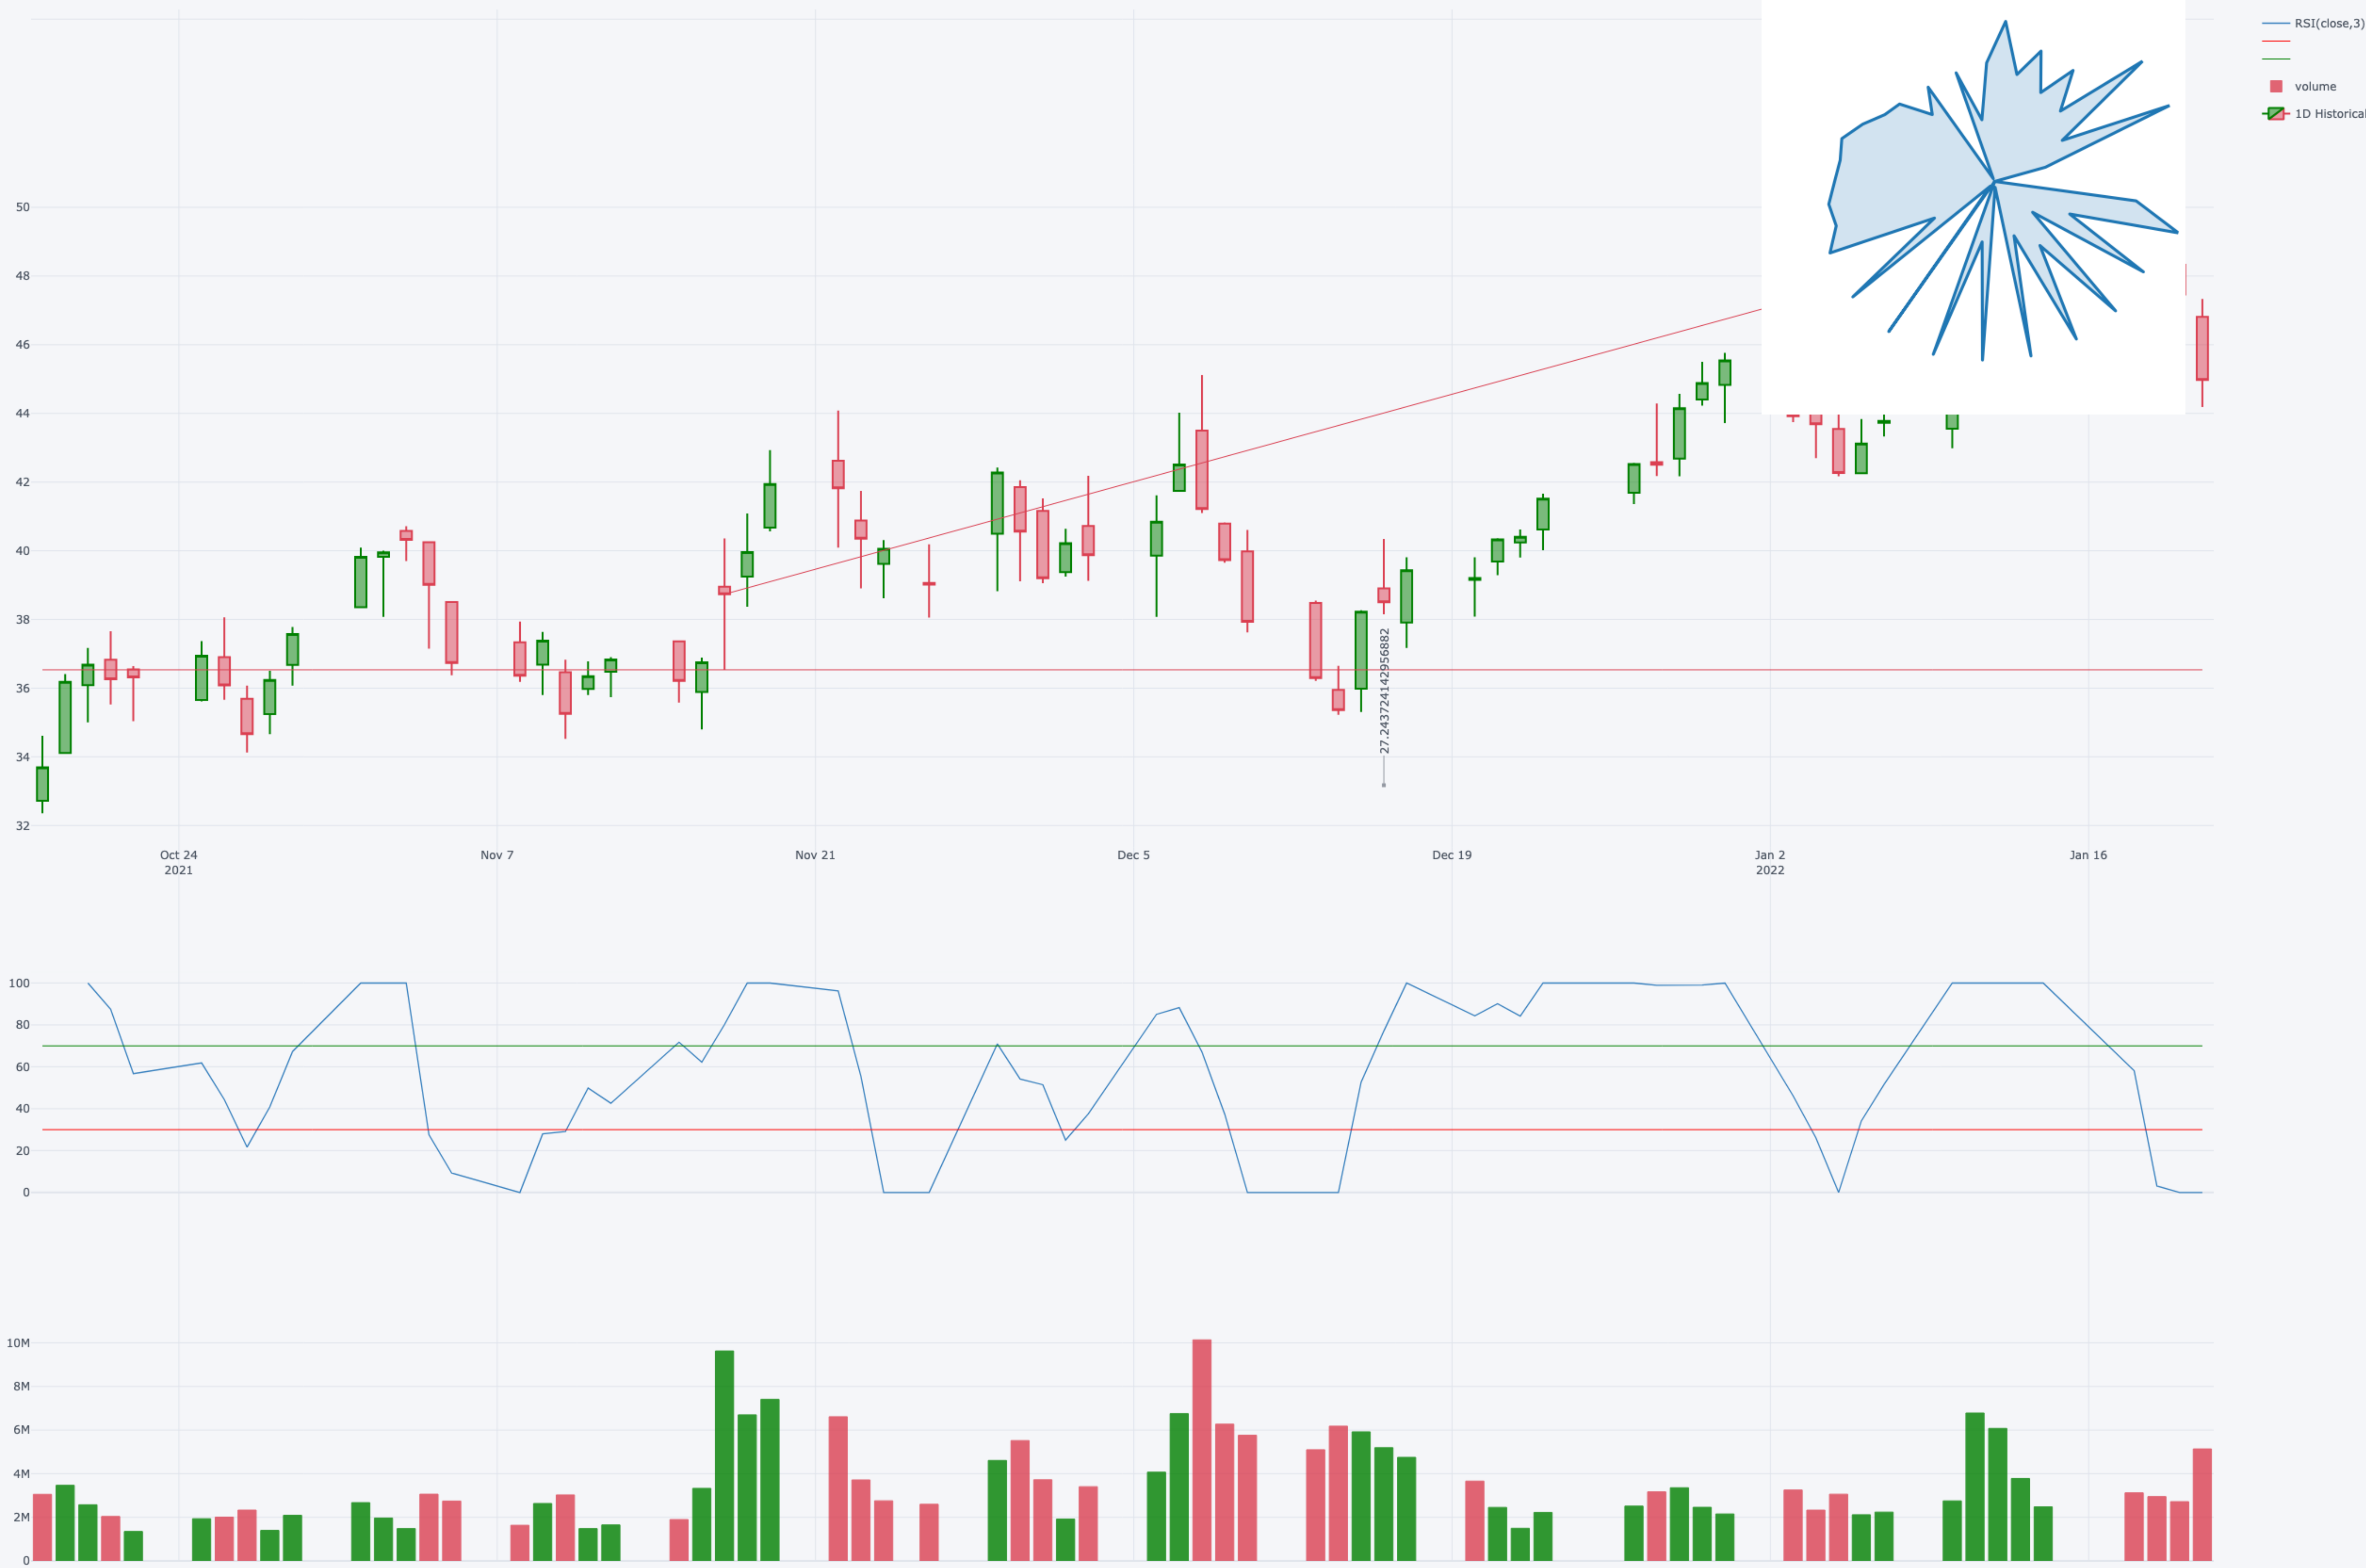 RSI(close,3)
volume
1D Historical
50
48
46
44
42
40
38
36
34
32
27.243724142956882
Oct 24
2021
Nov 7
Nov 21
Dec 5
Dec 19
Jan 2
2022
Jan 16
100
80
60
40
20
0
10M
8M
6M
4M
2M
0